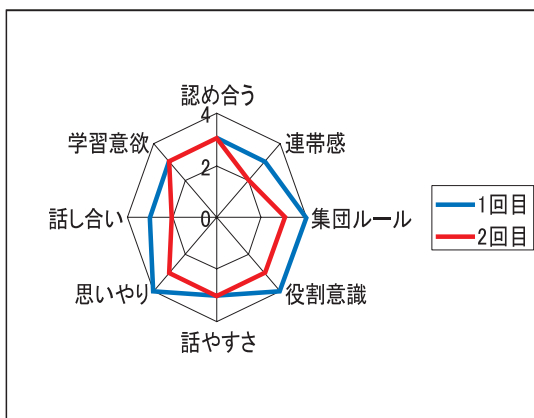 認め合う
4
連帯感
学習意欲
2
話し合い
0
集団ルール
思いやり
役割意識
話やすさ
1回目
2回目